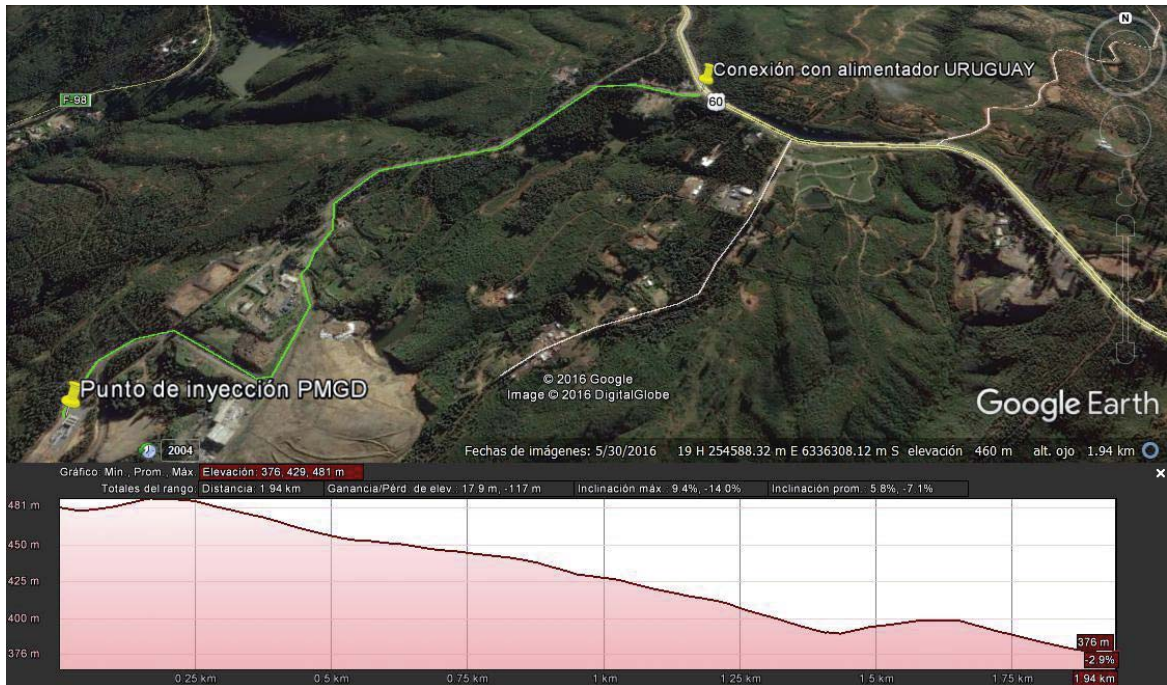 N
Conexión con alimentador URUGUAY
F-98
60
Punto de inyección PMGD
© 2016 Google
Image © 2016 DigitalGlobe
Google Earth
2004
Fechas de imágenes: 5/30/2016 19 H 254588.32 m E 6336308.12 m S elevación 460 m alt. ojo 1.94 km
Gráfico Min., Prom., Máx. Elevación: 376, 429, 481 m
Totales del rango: Distancia: 1.94 km Ganancia/Pérd. de elev.: 17.9 m, -117 m Inclinación máx.: 9.4%, -14.0% Inclinación prom.: 5.8%, -7.1%
481 m
450 m
425 m
400 m
376 m
376 m
-2.9%
0.25 km 0.5 km 0.75 km 1 km 1.25 km 1.5 km 1.75 km 1.94 km